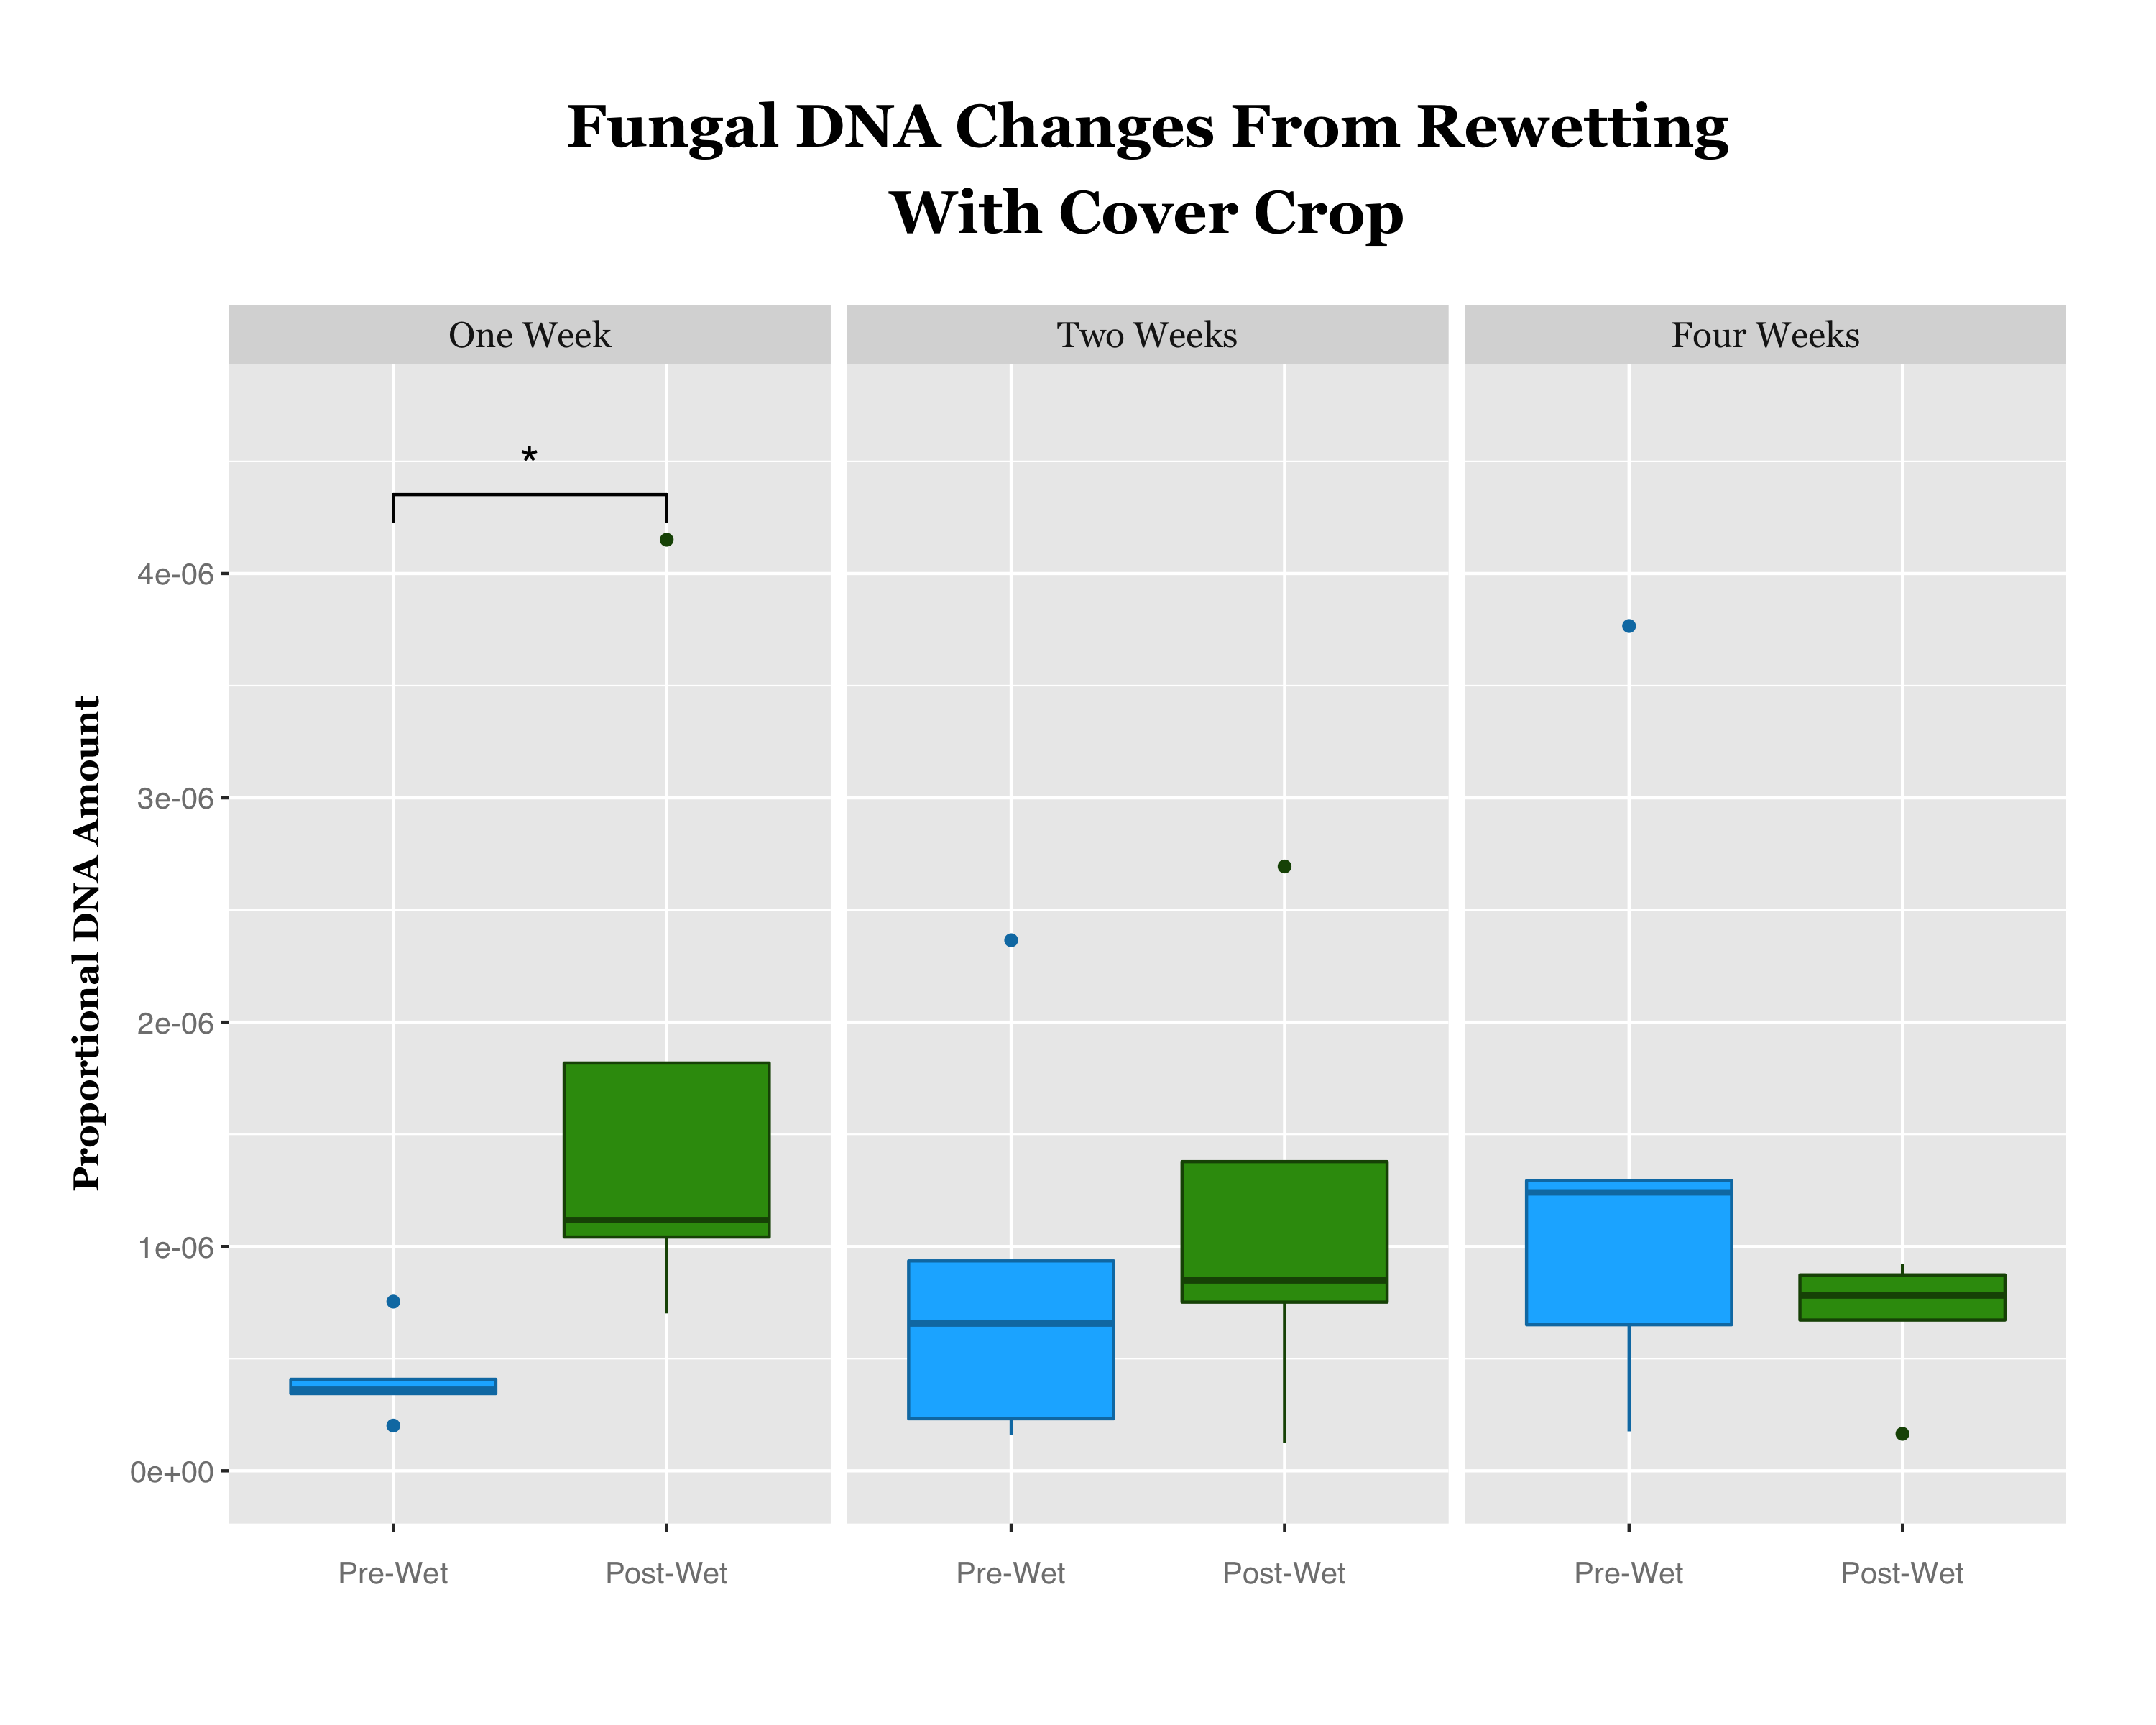 Fungal DNA Changes From Rewetting
With Cover Crop
One Week
Two Weeks
Four Weeks
*
Proportional DNA Amount
4e-06
3e-06
2e-06
1e-06
0e+00
Pre-Wet
Post-Wet
Pre-Wet
Post-Wet
Pre-Wet
Post-Wet